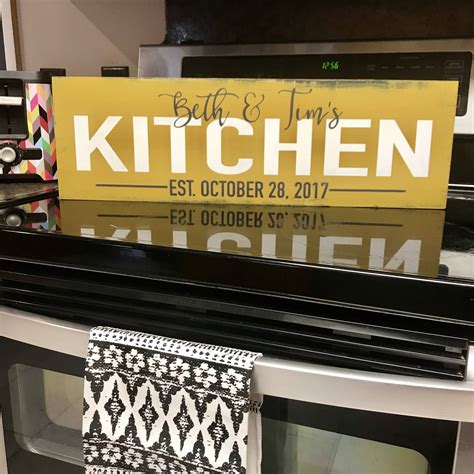 12:56
Beth & Tim's
KITCHEN
EST. OCTOBER 28, 2017